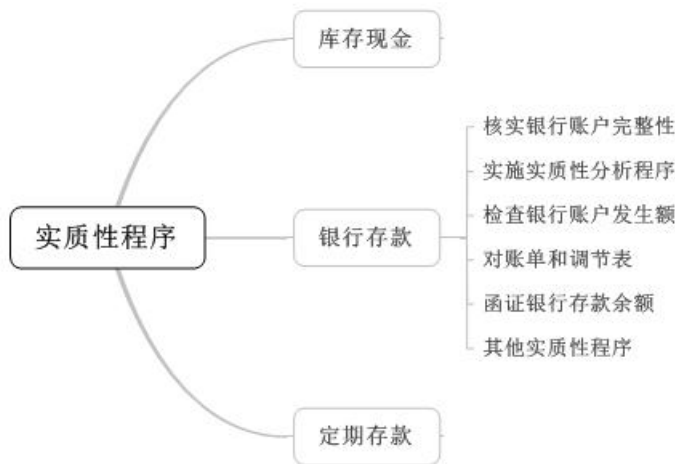 库存现金
核实银行账户完整性
实施实质性分析程序
检查银行账户发生额
实质性程序
银行存款
对账单和调节表
函证银行存款余额
其他实质性程序
定期存款